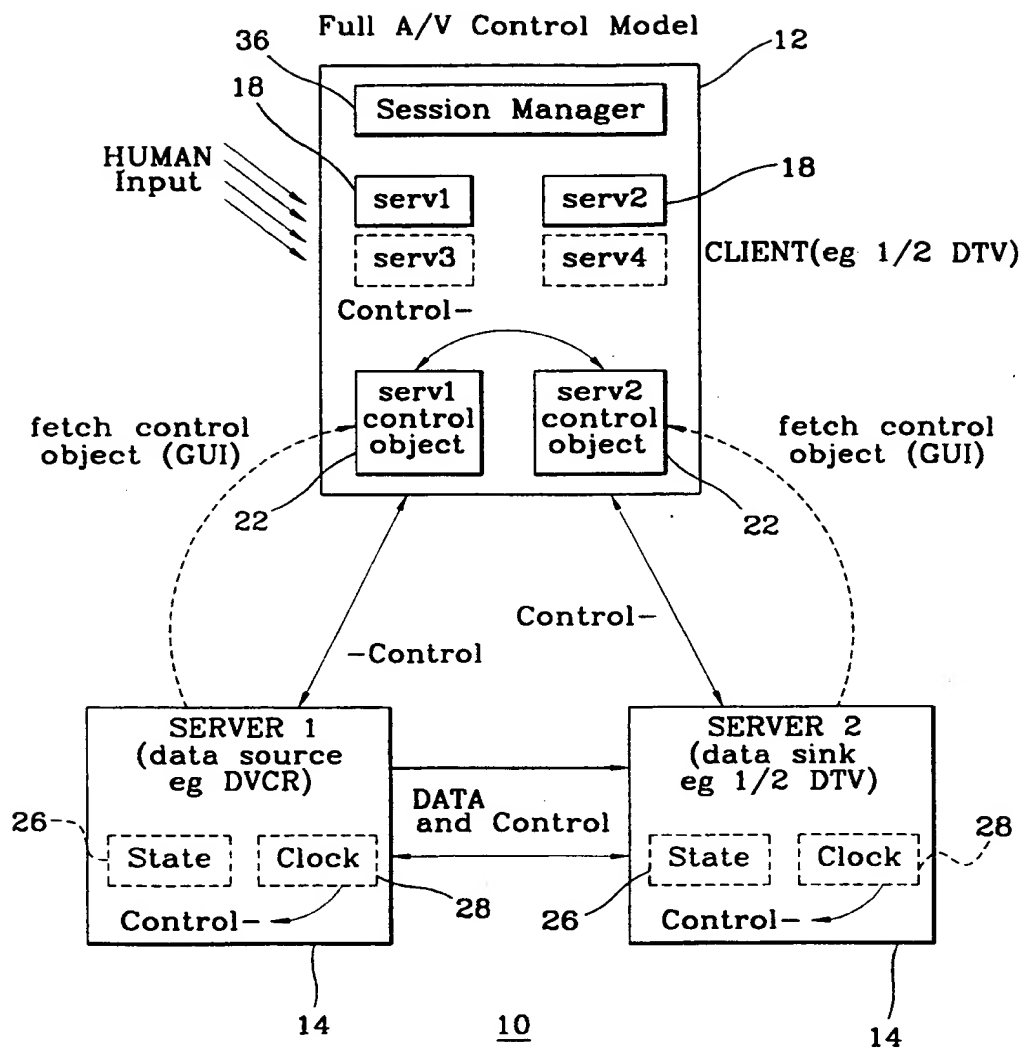 Full A/V Control Model
36
12
18
Session Manager
HUMAN
Input
18
serv1
serv2
serv3
serv4
CLIENT(eg 1/2 DTV)
Control-
serv1
control
object
serv2
control
object
fetch control
object (GUI)
fetch control
object (GUI)
22
22
Control-
-Control
SERVER 1
(data source
eg DVCR)
SERVER 2
(data sink
eg 1/2 DTV)
DATA
and Control
26
State
Clock
28
State
Clock
28
Control-
26
Control-
14
10
14